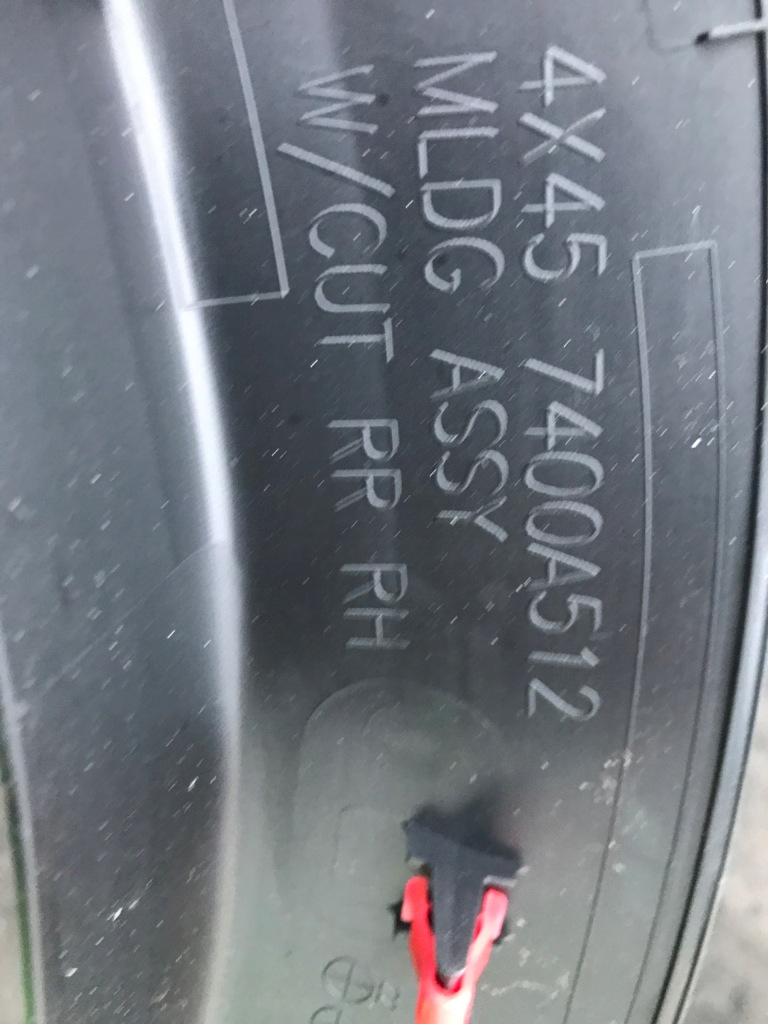 4X45 7400A512
MLDG ASSY
W/CUT RR RH